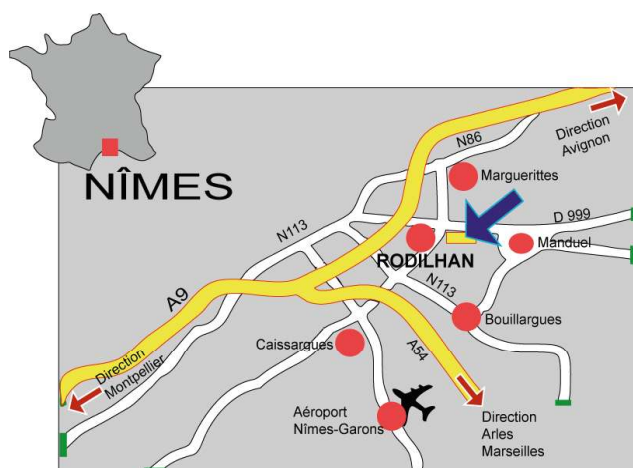 NÎMES
N86
Direction
Avignon
Marguerittes
D 999
N113
RODILHAN
Manduel
N113
A9
Bouillargues
Caissargues
A54
Direction
Montpellier
Aéroport
Nîmes-Garons
Direction
Arles
Marseilles